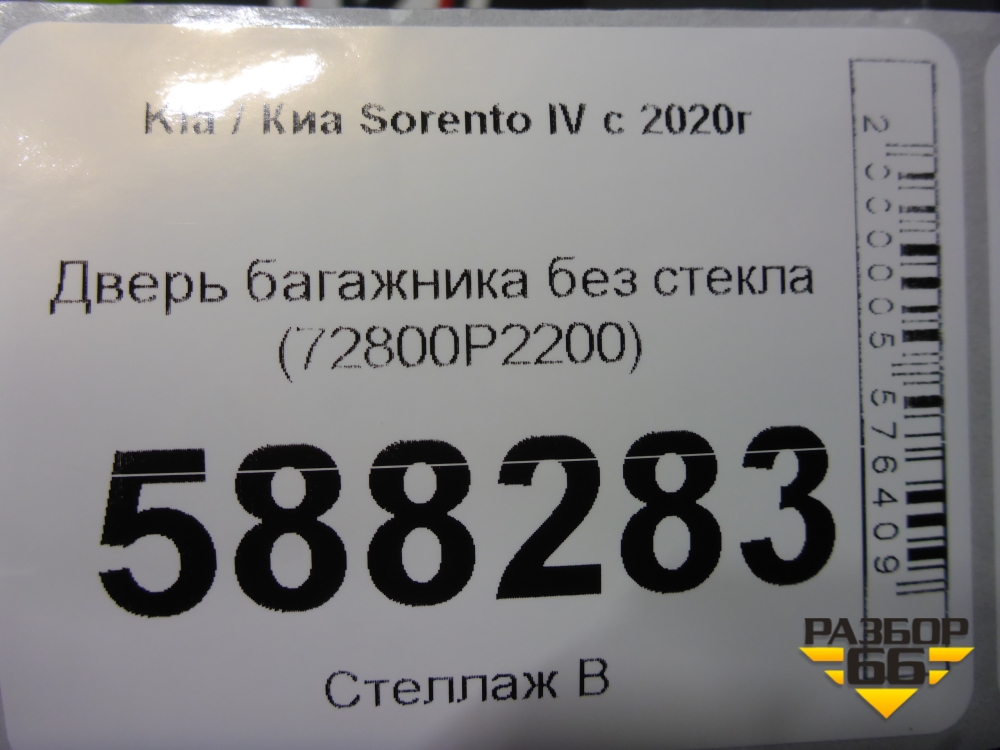 Kia / Киа Sorento IV с 2020г
Дверь багажника без стекла
(72800P2200)
588283
Стеллаж В
2000005576409
РАЗБОР
66